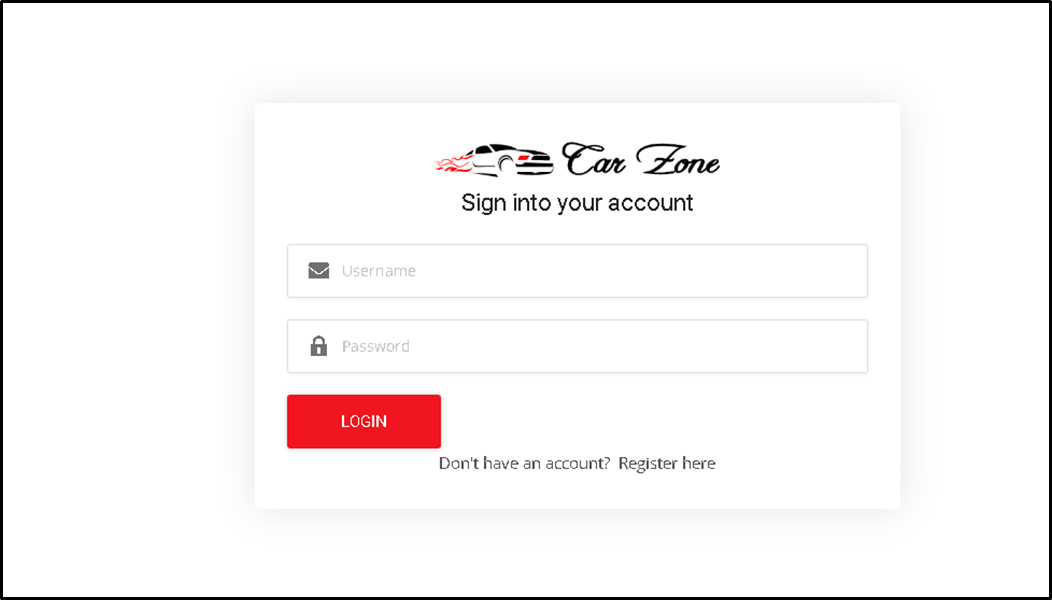 Car Zone
Sign into your account
Username
Password
LOGIN
Don't have an account? Register here